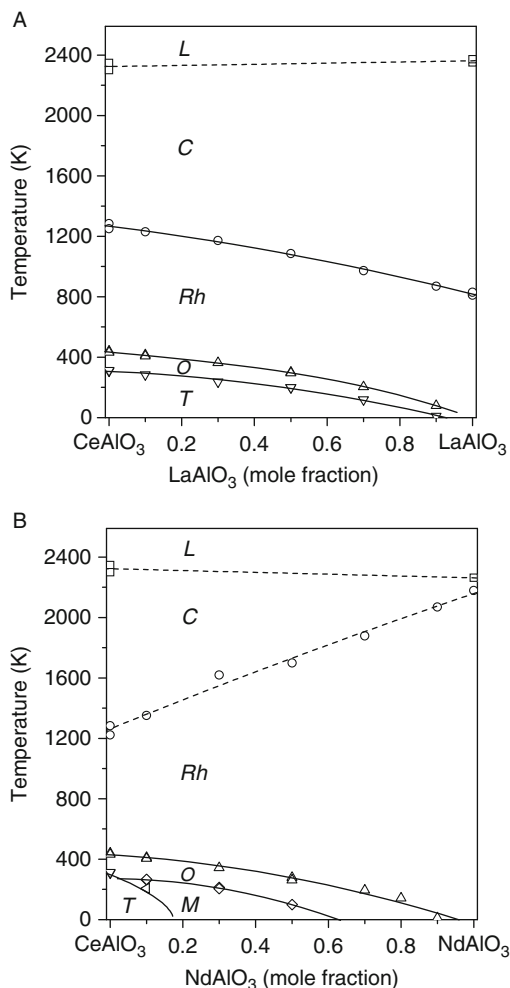 A
L
2400
2000
C
1600
Temperature (K)
1200
800
Rh
400
O
T
0
CeAlO₃ 0.2 0.4 0.6 0.8 LaAlO₃
LaAlO₃ (mole fraction)
B
L
2400
2000
C
1600
Temperature (K)
1200
Rh
800
400
O
T M
0
CeAlO₃ 0.2 0.4 0.6 0.8 NdAlO₃
NdAlO₃ (mole fraction)